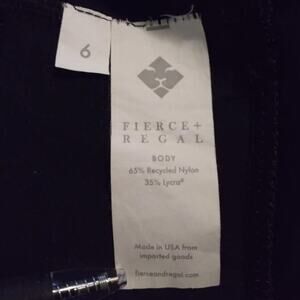 6
FIERCE+
REGAL
BODY
65% Recycled Nylon
35% Lycra®
Made in USA from
imported goods
fierceandregal.com